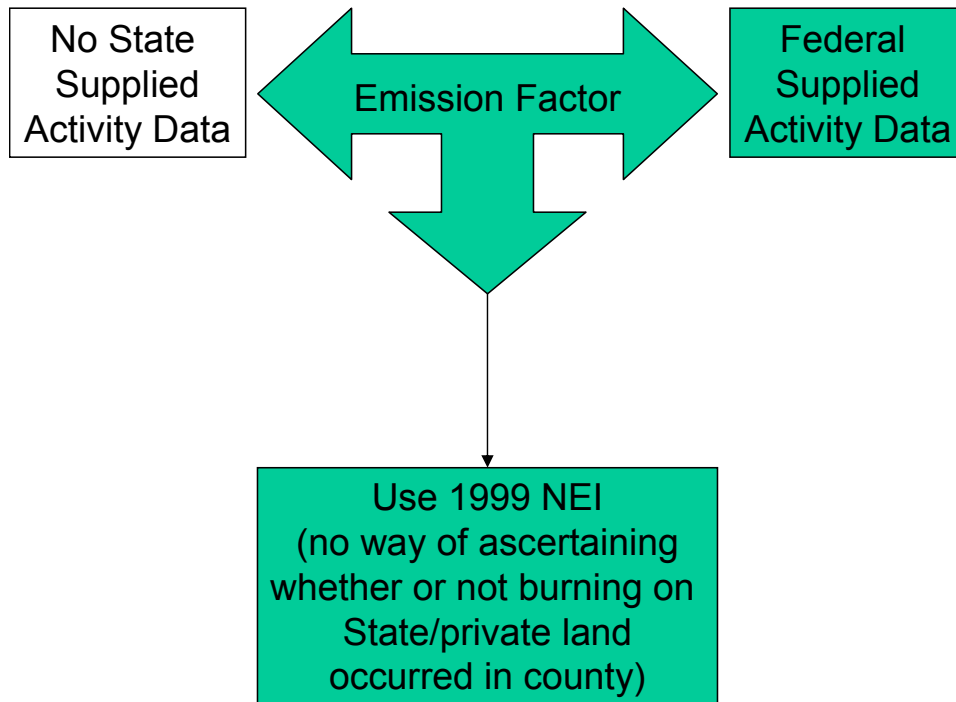 No State
Supplied
Activity Data
Emission Factor
Federal
Supplied
Activity Data
Use 1999 NEI
(no way of ascertaining
whether or not burning on
State/private land
occurred in county)